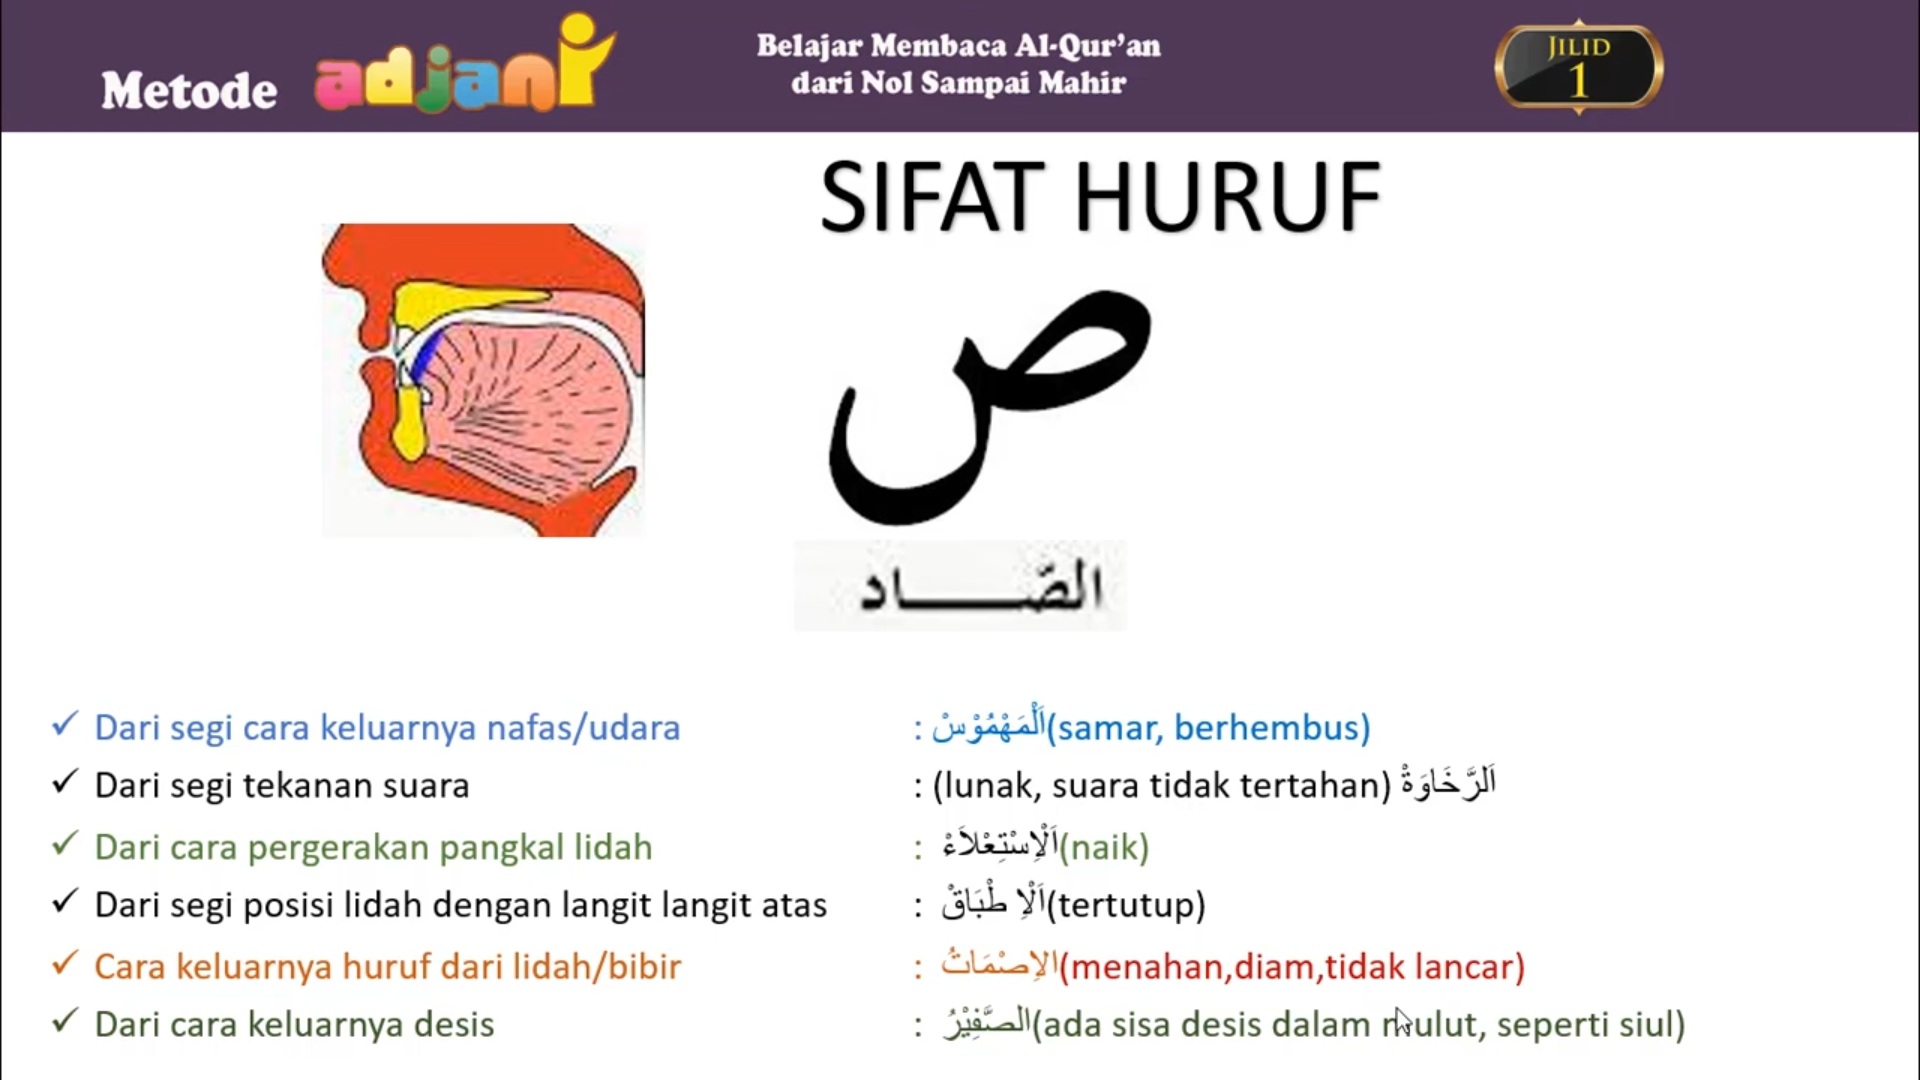 Metode adjani
Belajar Membaca Al-Qur'an
dari Nol Sampai Mahir
JILID
1
SIFAT HURUF
ص
الصّـــــاد
✓ Dari segi cara keluarnya nafas/udara : اَلْمَهْمُوْسْ(samar, berhembus)
✓ Dari segi tekanan suara : (lunak, suara tidak tertahan) اَلرَّخَاوَةْ
✓ Dari cara pergerakan pangkal lidah : اَلْاِسْتِعْلَاءْ(naik)
✓ Dari segi posisi lidah dengan langit langit atas : اَلْاِ طْبَاقْ(tertutup)
✓ Cara keluarnya huruf dari lidah/bibir : الاِصْمَاتُ(menahan,diam,tidak lancar)
✓ Dari cara keluarnya desis : الصَّفِيْرُ(ada sisa desis dalam mulut, seperti siul)